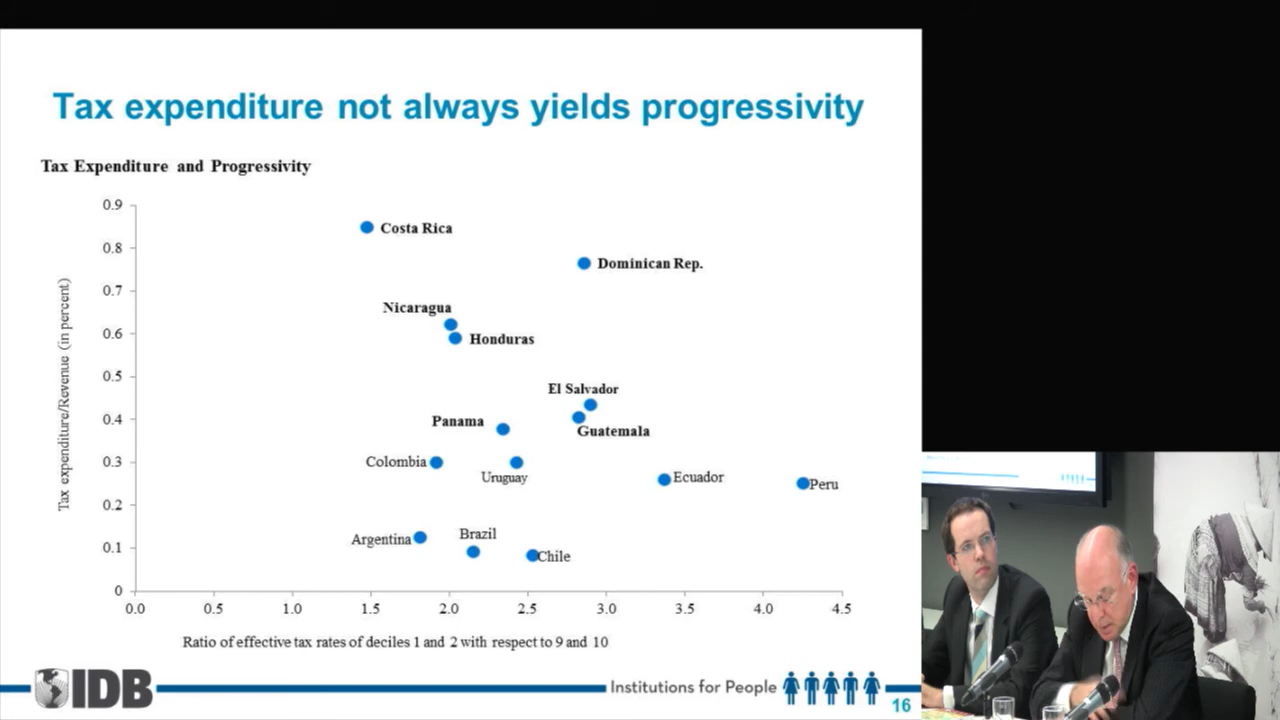 Tax expenditure not always yields progressivity
Tax Expenditure and Progressivity
Tax expenditure/Revenue (in percent)
0.9
0.8
0.7
0.6
0.5
0.4
0.3
0.2
0.1
0
Costa Rica
Dominican Rep.
Nicaragua
Honduras
El Salvador
Panama
Guatemala
Colombia
Uruguay
Ecuador
Peru
Argentina
Brazil
Chile
0.0 0.5 1.0 1.5 2.0 2.5 3.0 3.5 4.0 4.5
Ratio of effective tax rates of deciles 1 and 2 with respect to 9 and 10
IDB
Institutions for People
16